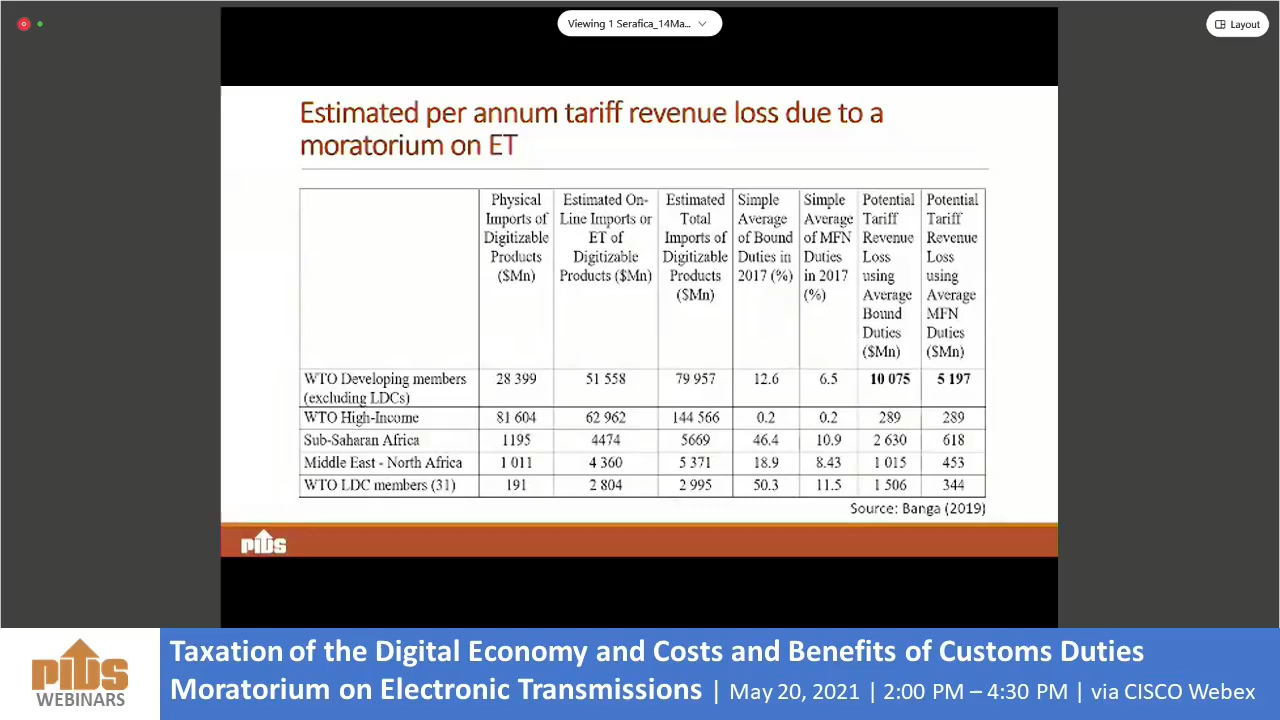 Viewing 1 Serafica_14Ma...
Layout
Estimated per annum tariff revenue loss due to a
moratorium on ET
Physical Imports of Digitizable Products ($Mn)
Estimated On-Line Imports or ET of Digitizable Products ($Mn)
Estimated Total Imports of Digitizable Products ($Mn)
Simple Average of Bound Duties in 2017 (%)
Simple Average of MFN Duties in 2017 (%)
Potential Tariff Revenue Loss using Average Bound Duties ($Mn)
Potential Tariff Revenue Loss using Average MFN Duties ($Mn)
WTO Developing members (excluding LDCs) 28 399 51 558 79 957 12.6 6.5 10 075 5 197
WTO High-Income 81 604 62 962 144 566 0.2 0.2 289 289
Sub-Saharan Africa 1195 4474 5669 46.4 10.9 2 630 618
Middle East - North Africa 1 011 4 360 5 371 18.9 8.43 1 015 453
WTO LDC members (31) 191 2 804 2 995 50.3 11.5 1 506 344
Source: Banga (2019)
PIDS
PIDS
WEBINARS
Taxation of the Digital Economy and Costs and Benefits of Customs Duties
Moratorium on Electronic Transmissions | May 20, 2021 | 2:00 PM – 4:30 PM | via CISCO Webex